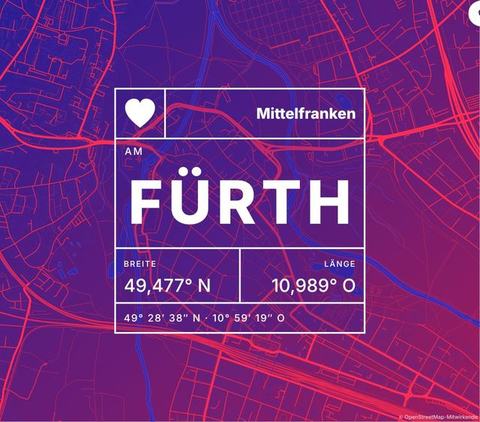 Mittelfranken
AM
FÜRTH
BREITE
LÄNGE
49,477° N
10,989° O
49° 28′ 38″ N · 10° 59′ 19″ O
© OpenStreetMap-Mitwirkende